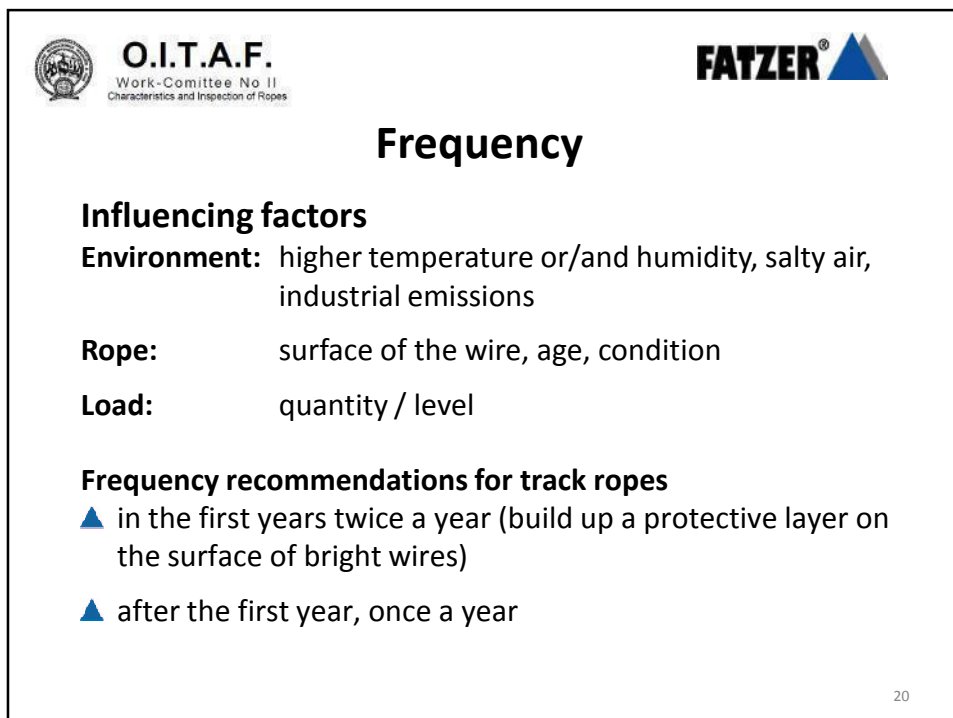 O.I.T.A.F.
Work-Comittee No II
Characteristics and Inspection of Ropes
FATZER®
Frequency
Influencing factors
Environment: higher temperature or/and humidity, salty air,
industrial emissions
Rope: surface of the wire, age, condition
Load: quantity / level
Frequency recommendations for track ropes
in the first years twice a year (build up a protective layer on
the surface of bright wires)
after the first year, once a year
20